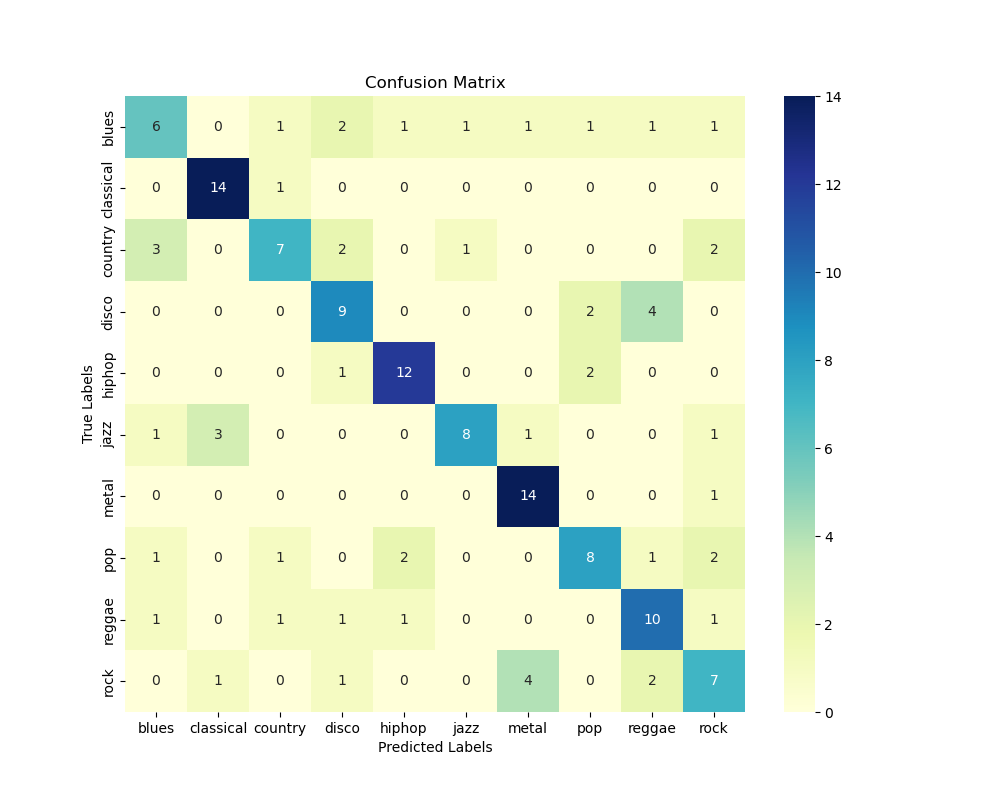 Confusion Matrix
True Labels
blues 6 0 1 2 1 1 1 1 1 1
classical 0 14 1 0 0 0 0 0 0 0
country 3 0 7 2 0 1 0 0 0 2
disco 0 0 0 9 0 0 0 2 4 0
hiphop 0 0 0 1 12 0 0 2 0 0
jazz 1 3 0 0 0 8 1 0 0 1
metal 0 0 0 0 0 0 14 0 0 1
pop 1 0 1 0 2 0 0 8 1 2
reggae 1 0 1 1 1 0 0 0 10 1
rock 0 1 0 1 0 0 4 0 2 7
blues classical country disco hiphop jazz metal pop reggae rock
Predicted Labels
14
12
10
8
6
4
2
0